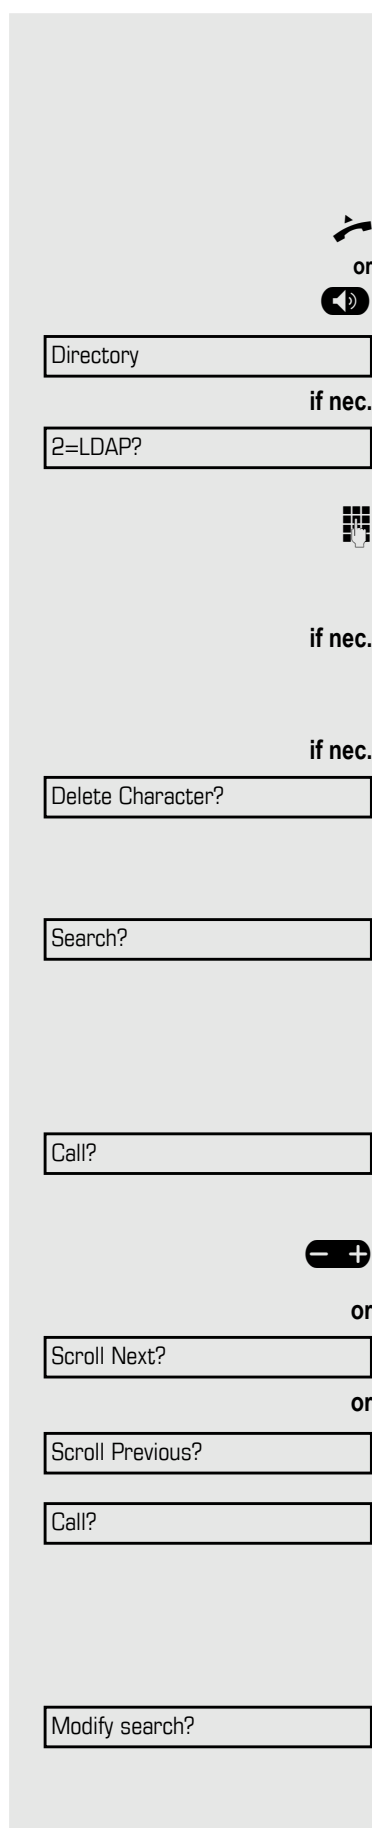 or
Directory
if nec.
2=LDAP?
if nec.
if nec.
Delete Character?
Search?
Call?
or
Scroll Next?
or
Scroll Previous?
Call?
Modify search?